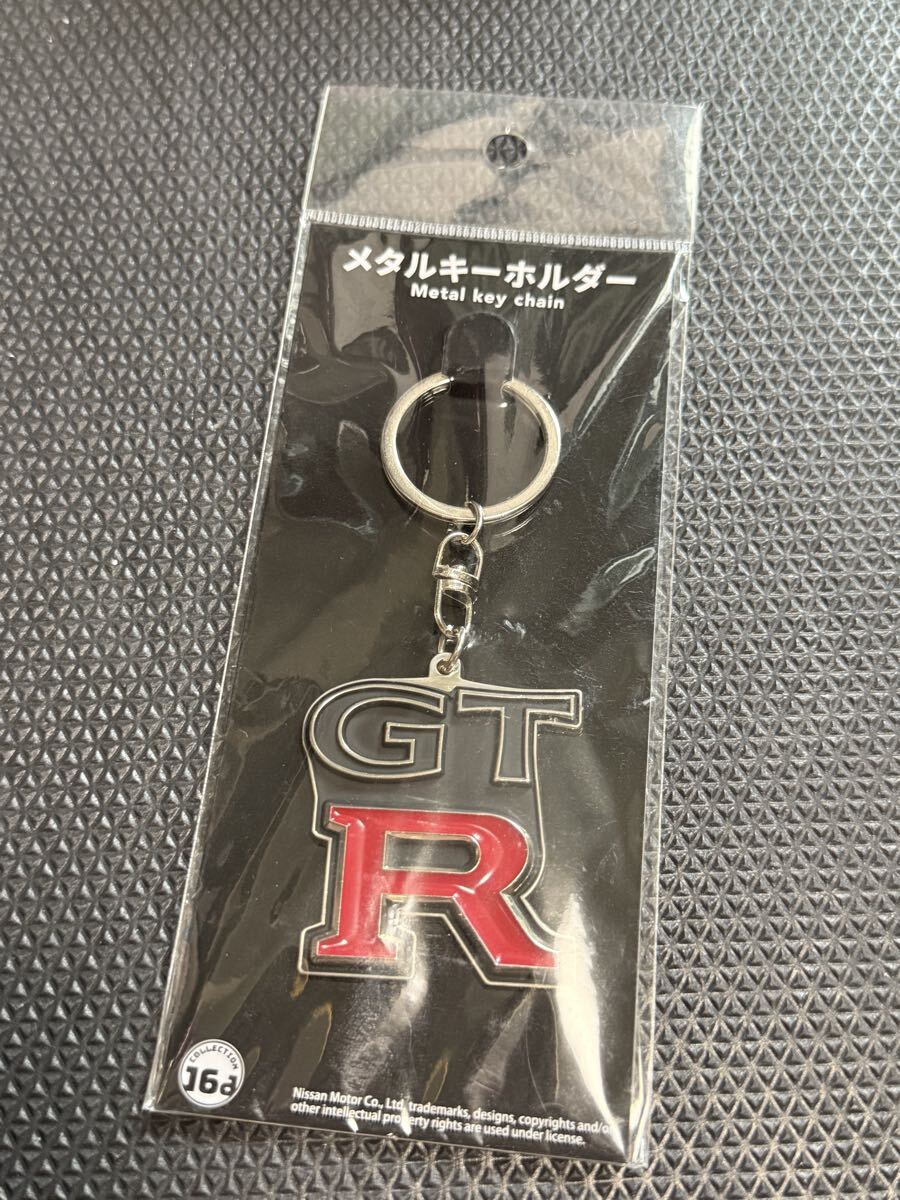 メタルキーホルダー
Metal key chain
GT
R
COLLECTION
Nissan Motor Co., Ltd. trademarks, designs, copyrights and/or
other intellectual property rights are used under license.